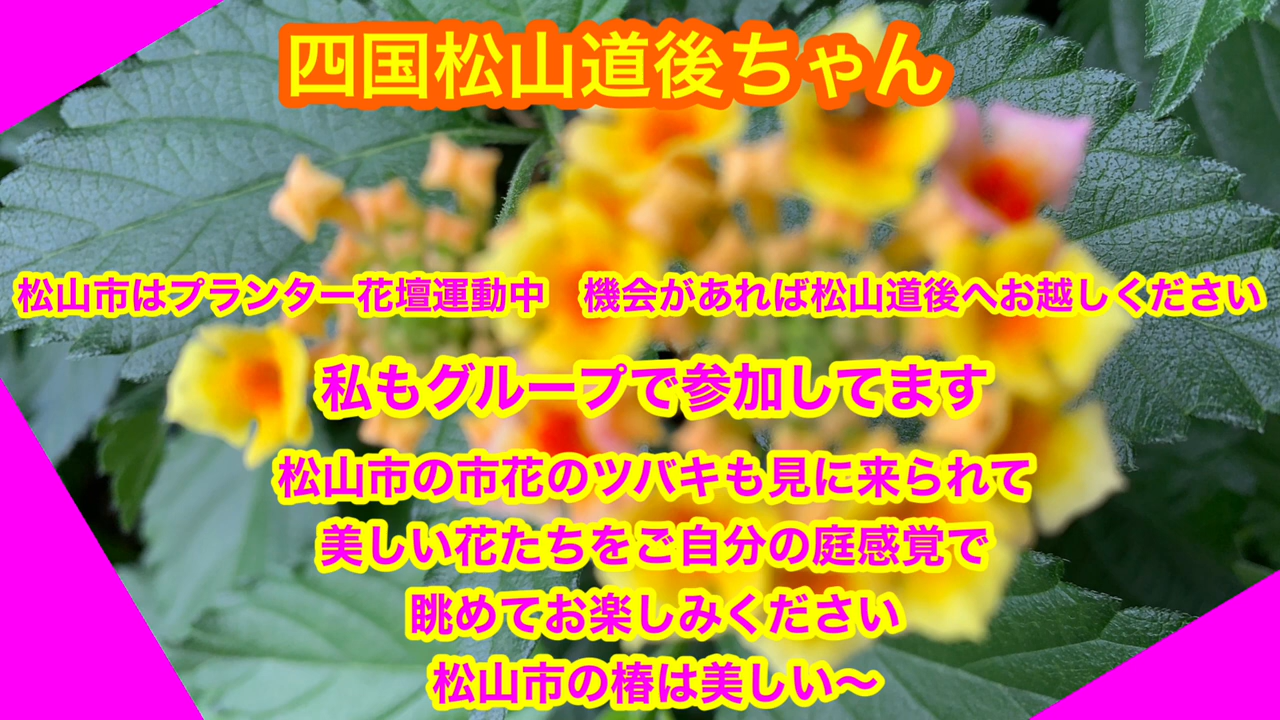 四国松山道後ちゃん
松山市はプランター花壇運動中　機会があれば松山道後へお越しください
私もグループで参加してます
松山市の市花のツバキも見に来られて
美しい花たちをご自分の庭感覚で
眺めてお楽しみください
松山市の椿は美しい〜